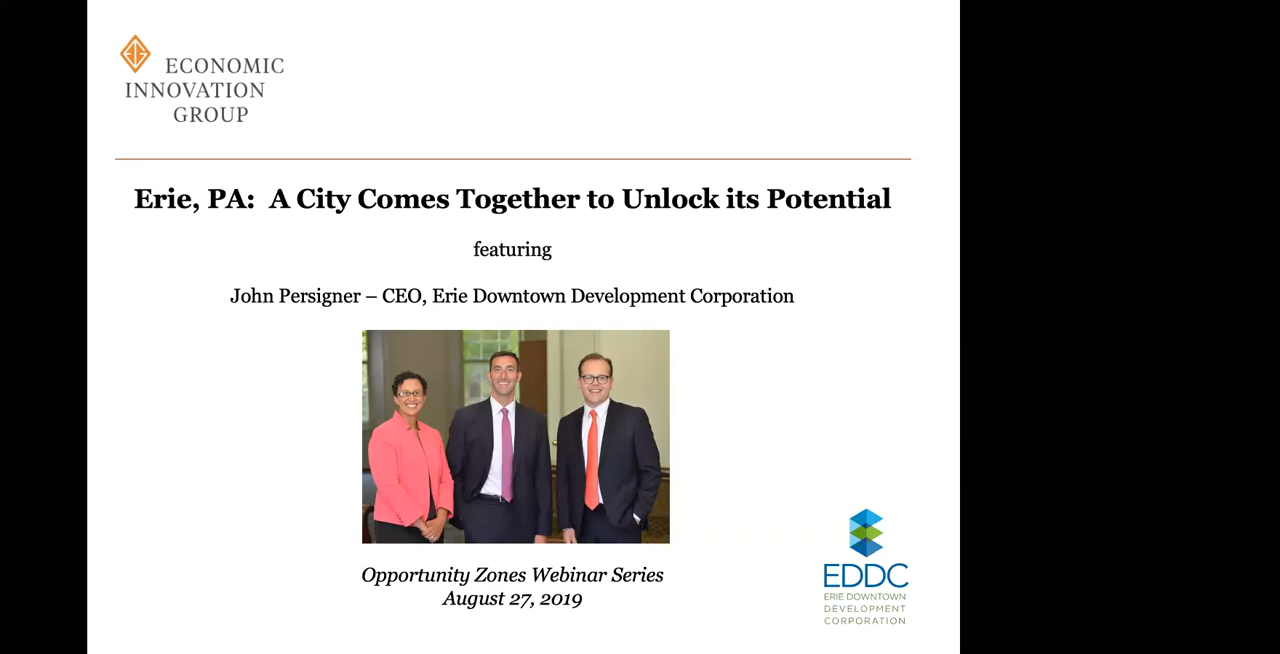 ECONOMIC
INNOVATION
GROUP
Erie, PA: A City Comes Together to Unlock its Potential
featuring
John Persigner – CEO, Erie Downtown Development Corporation
Opportunity Zones Webinar Series
August 27, 2019
EDDC
ERIE DOWNTOWN
DEVELOPMENT
CORPORATION